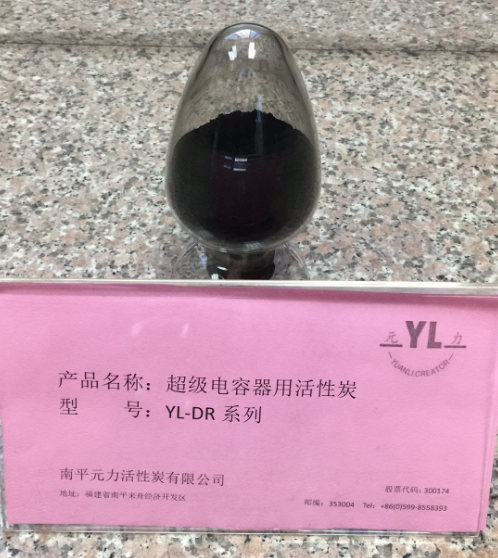 元 YL 力
YUANLI CREATOR
产品名称：超级电容器用活性炭
型 号：YL-DR 系列
南平元力活性炭有限公司
股票代码：300174
地址：福建省南平来舟经济开发区
邮编：353004 Tel：+86(0)599-8558393